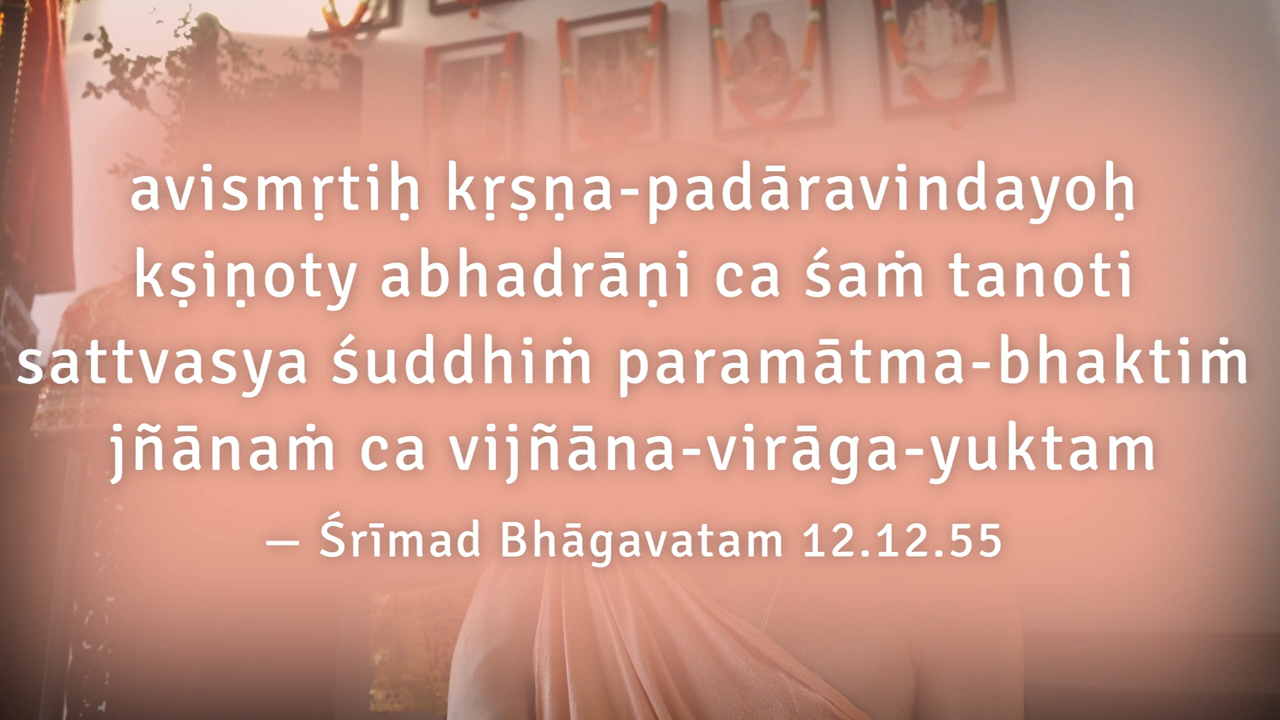 avismṛtiḥ kṛṣṇa-padāravindayoḥ
kṣiṇoty abhadrāṇi ca śaṁ tanoti
sattvasya śuddhiṁ paramātma-bhaktiṁ
jñānaṁ ca vijñāna-virāga-yuktam
— Śrīmad Bhāgavatam 12.12.55